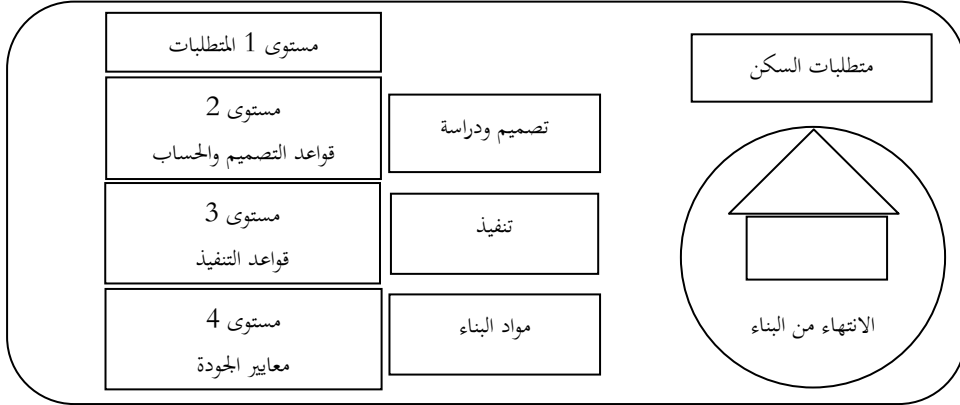 مستوى 1 المتطلبات
متطلبات السكن
مستوى 2
قواعد التصميم والحساب
تصميم ودراسة
مستوى 3
قواعد التنفيذ
تنفيذ
مستوى 4
معايير الجودة
مواد البناء
الانتهاء من البناء